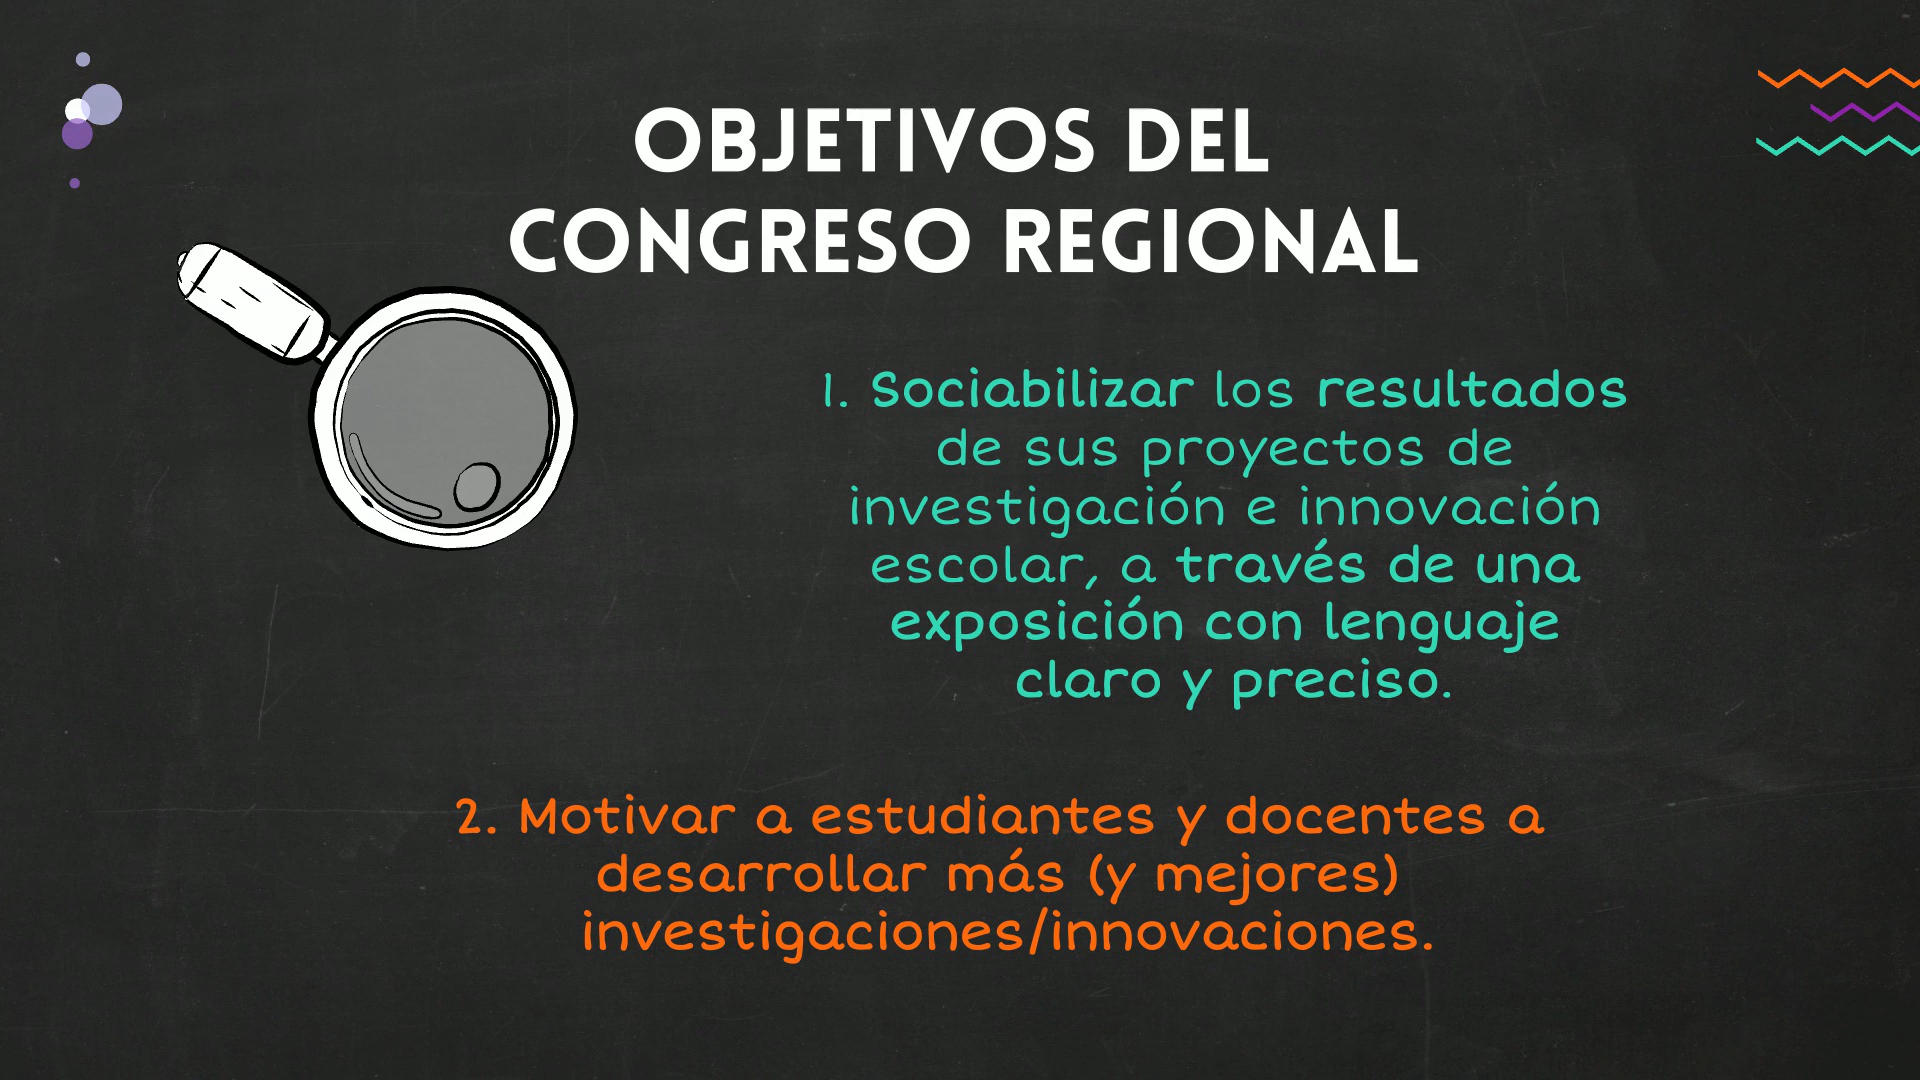 OBJETIVOS DEL
CONGRESO REGIONAL
1. Sociabilizar los resultados
de sus proyectos de
investigación e innovación
escolar, a través de una
exposición con lenguaje
claro y preciso.
2. Motivar a estudiantes y docentes a
desarrollar más (y mejores)
investigaciones/innovaciones.